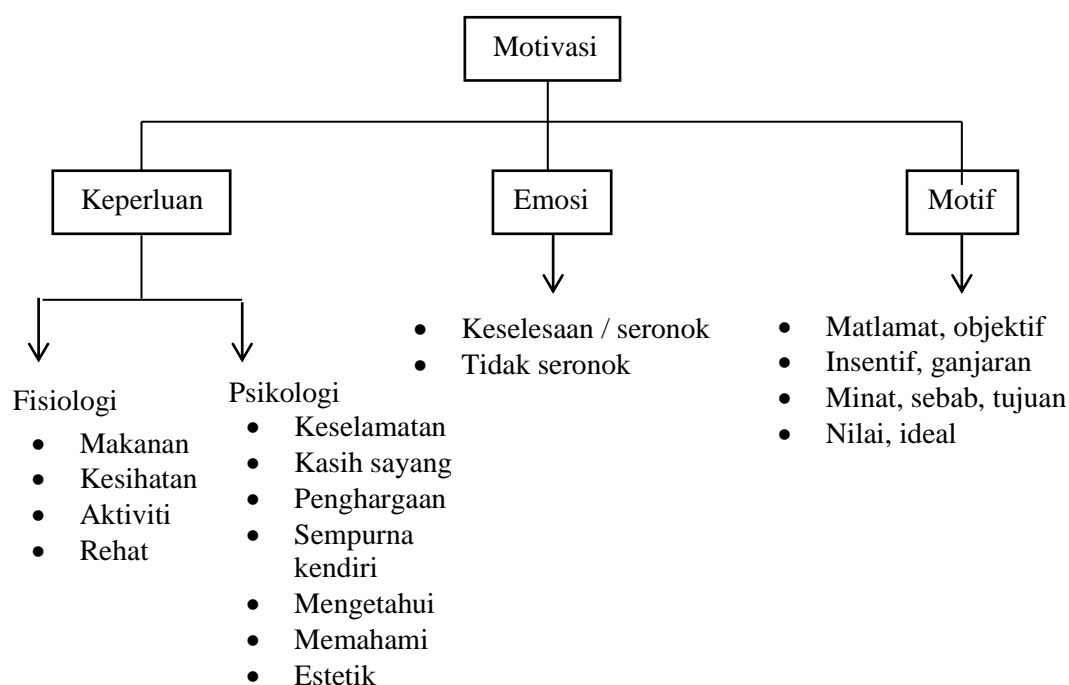 Motivasi
Keperluan
Emosi
Motif
Fisiologi
• Makanan
• Kesihatan
• Aktiviti
• Rehat
Psikologi
• Keselamatan
• Kasih sayang
• Penghargaan
• Sempurna
kendiri
• Mengetahui
• Memahami
• Estetik
• Keselesaan / seronok
• Tidak seronok
• Matlamat, objektif
• Insentif, ganjaran
• Minat, sebab, tujuan
• Nilai, ideal